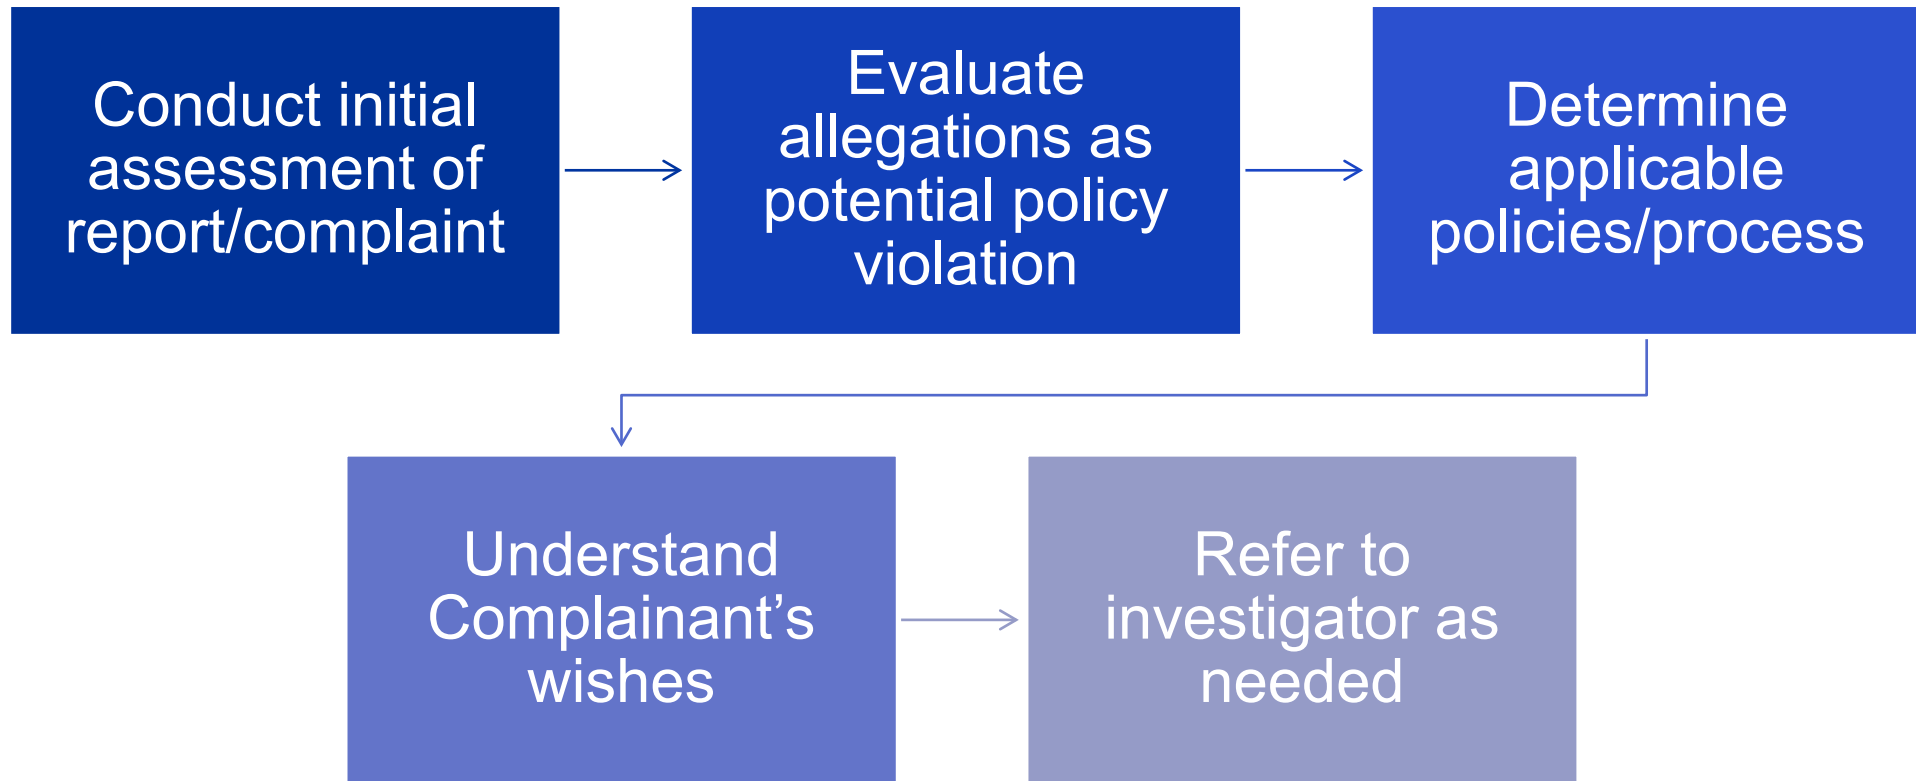 Conduct initial
assessment of
report/complaint
Evaluate
allegations as
potential policy
violation
Determine
applicable
policies/process
Understand
Complainant’s
wishes
Refer to
investigator as
needed